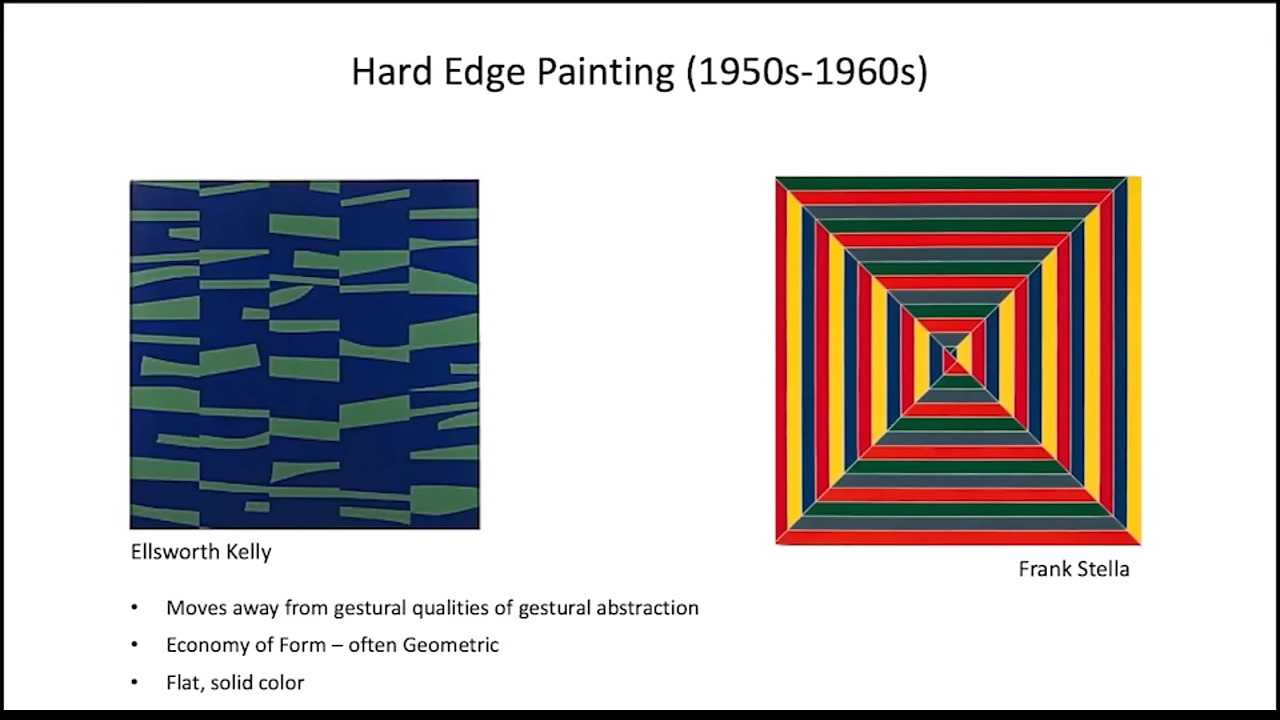 Hard Edge Painting (1950s-1960s)
Ellsworth Kelly
Frank Stella
• Moves away from gestural qualities of gestural abstraction
• Economy of Form – often Geometric
• Flat, solid color